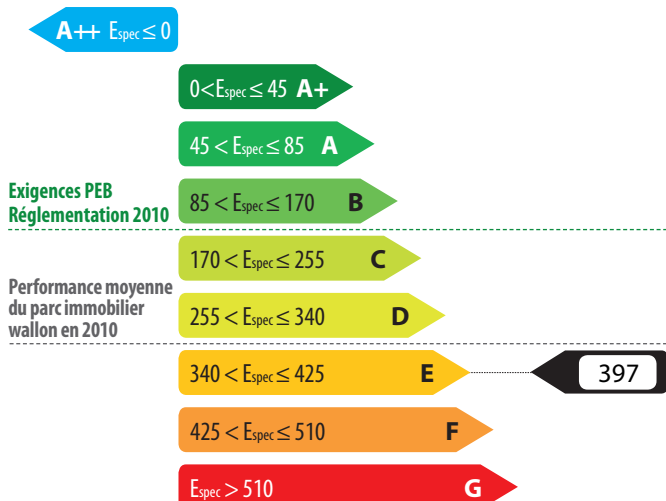 A++ Espec ≤ 0
0<Espec ≤ 45 A+
45 < Espec ≤ 85 A
Exigences PEB
Réglementation 2010
85 < Espec ≤ 170 B
170 < Espec ≤ 255 C
Performance moyenne
du parc immobilier
wallon en 2010
255 < Espec ≤ 340 D
340 < Espec ≤ 425 E
397
425 < Espec ≤ 510 F
Espec > 510 G